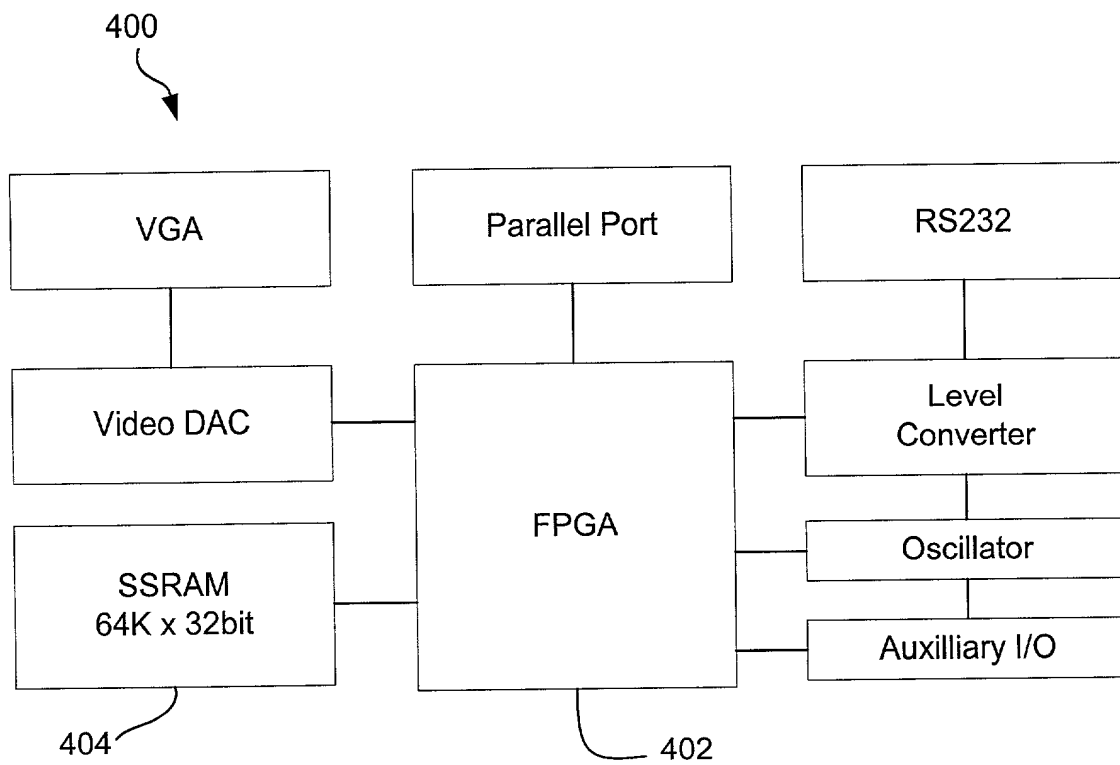 400
VGA
Parallel Port
RS232
Video DAC
Level
Converter
FPGA
Oscillator
SSRAM
64K x 32bit
Auxilliary I/O
404
402